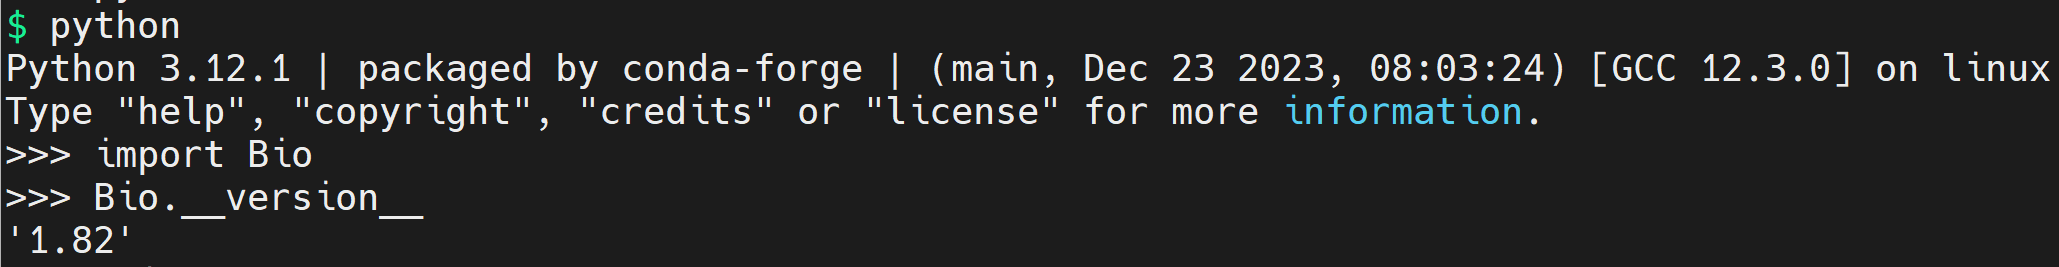 $ python
Python 3.12.1 | packaged by conda-forge | (main, Dec 23 2023, 08:03:24) [GCC 12.3.0] on linux
Type "help", "copyright", "credits" or "license" for more information.
>>> import Bio
>>> Bio.__version__
'1.82'